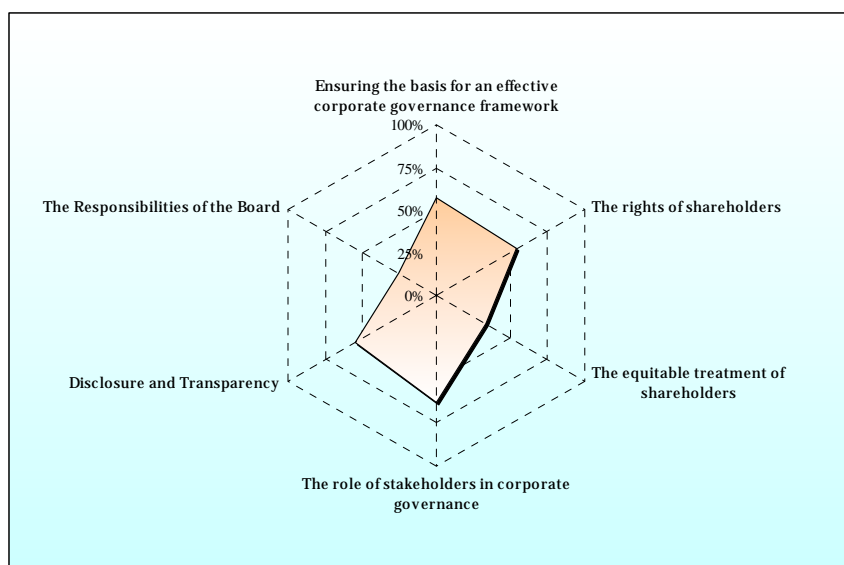 Ensuring the basis for an effective
corporate governance framework
100%
75%
50%
25%
0%
The Responsibilities of the Board
The rights of shareholders
Disclosure and Transparency
The equitable treatment of
shareholders
The role of stakeholders in corporate
governance